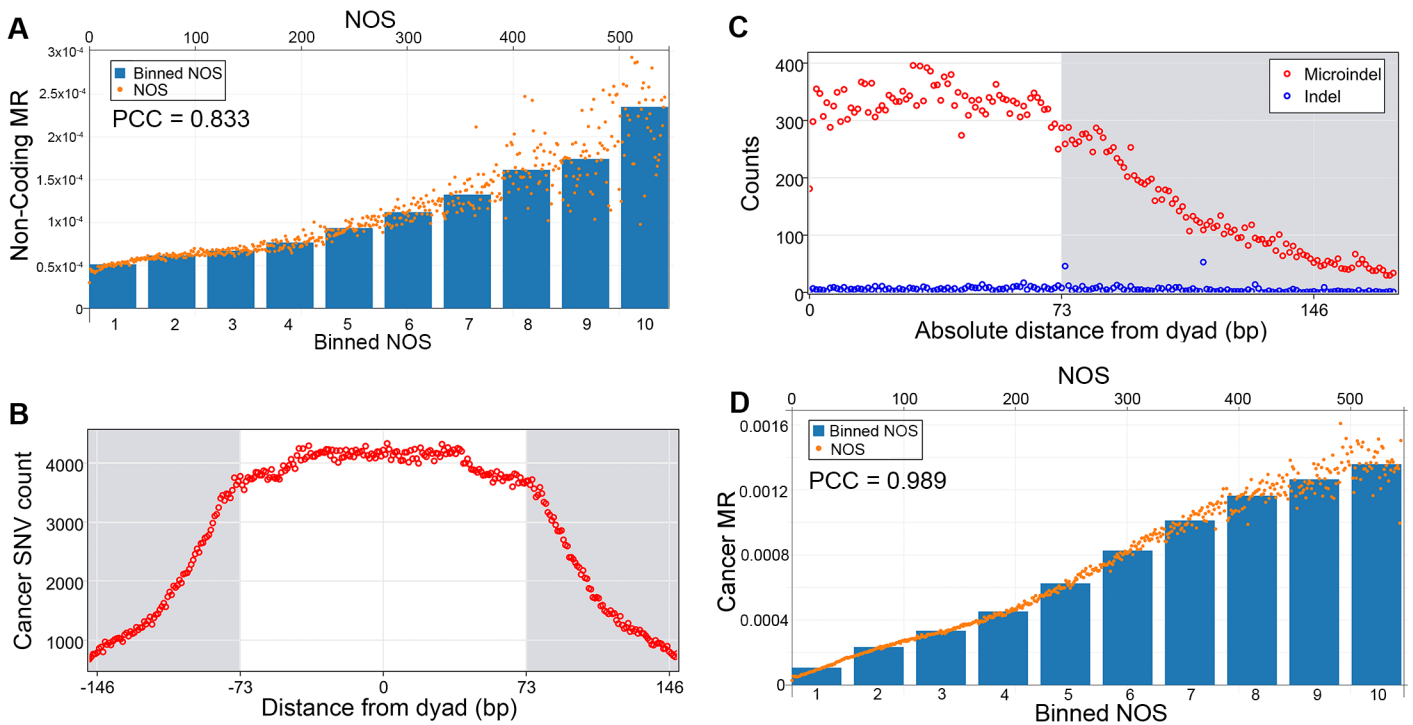 A
NOS
0 100 200 300 400 500
3x10⁻⁴
2.5x10⁻⁴
2x10⁻⁴
1.5x10⁻⁴
1x10⁻⁴
0.5x10⁻⁴
0
Non-Coding MR
Binned NOS
NOS
PCC = 0.833
1 2 3 4 5 6 7 8 9 10
Binned NOS
B
Cancer SNV count
4000
3000
2000
1000
-146 -73 0 73 146
Distance from dyad (bp)
C
Counts
400
300
200
100
0
Microindel
Indel
0 73 146
Absolute distance from dyad (bp)
D
NOS
0 100 200 300 400 500
Cancer MR
0.0016
0.0012
0.0008
0.0004
0
Binned NOS
NOS
PCC = 0.989
1 2 3 4 5 6 7 8 9 10
Binned NOS